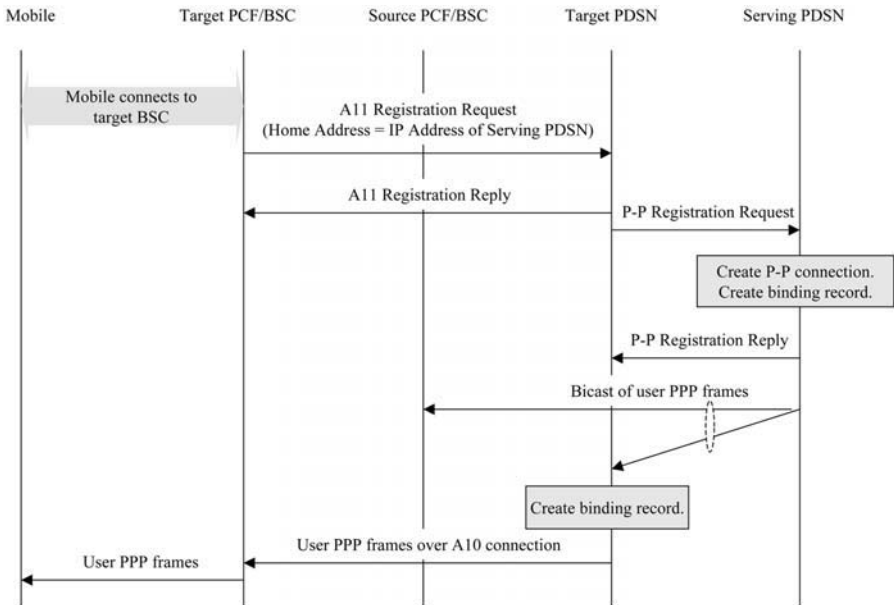 Mobile
Target PCF/BSC
Source PCF/BSC
Target PDSN
Serving PDSN
Mobile connects to
target BSC
A11 Registration Request
(Home Address = IP Address of Serving PDSN)
A11 Registration Reply
P-P Registration Request
Create P-P connection.
Create binding record.
P-P Registration Reply
Bicast of user PPP frames
Create binding record.
User PPP frames over A10 connection
User PPP frames